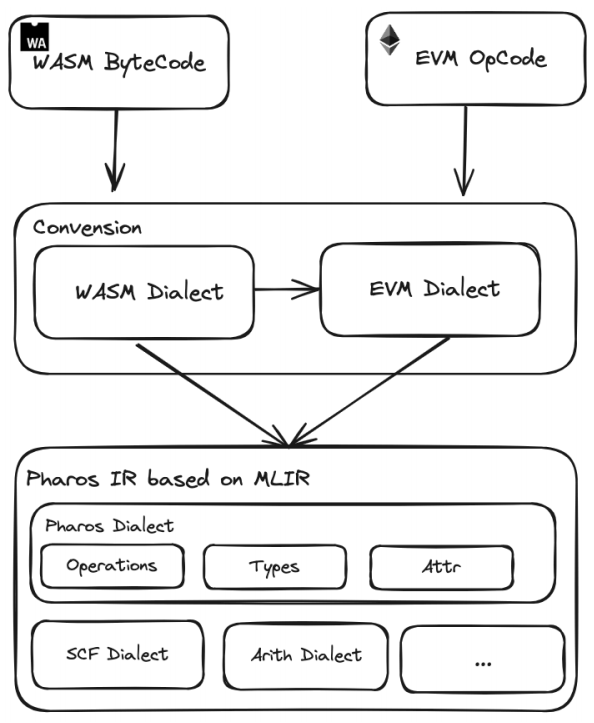 WA
WASM ByteCode
EVM OpCode
Convension
WASM Dialect
EVM Dialect
Pharos IR based on MLIR
Pharos Dialect
Operations
Types
Attr
SCF Dialect
Arith Dialect
...